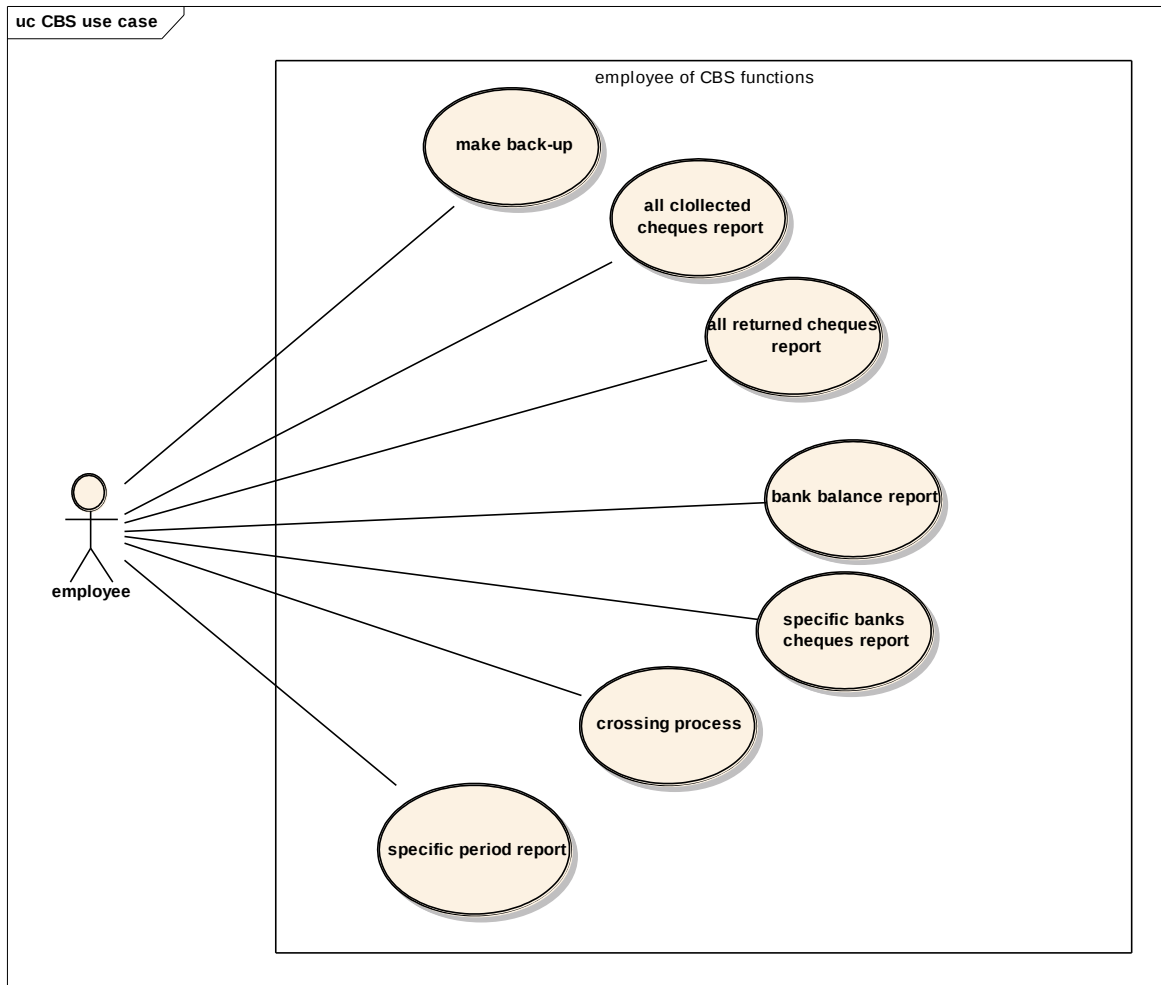 uc CBS use case
employee of CBS functions
make back-up
all clollected
cheques report
all returned cheques
report
bank balance report
specific banks
cheques report
crossing process
specific period report
employee